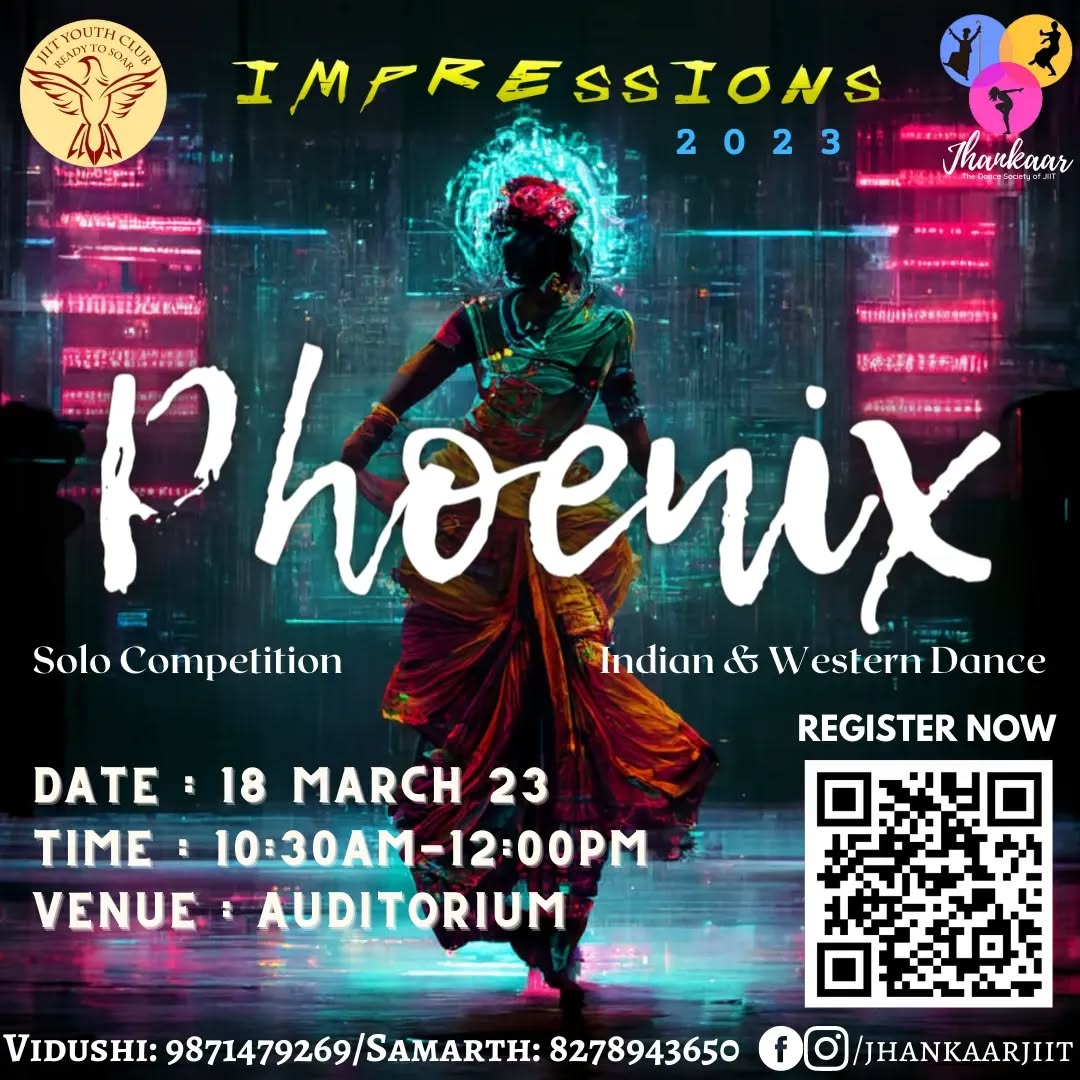 JIIT YOUTH CLUB
READY TO SOAR
IMPRESSIONS
2023
Jhankaar
The Dance Society of JIIT
Phoenix
Solo Competition
Indian & Western Dance
REGISTER NOW
DATE : 18 MARCH 23
TIME : 10:30AM-12:00PM
VENUE : AUDITORIUM
VIDUSHI: 9871479269/SAMARTH: 8278943650
/JHANKAARJIIT